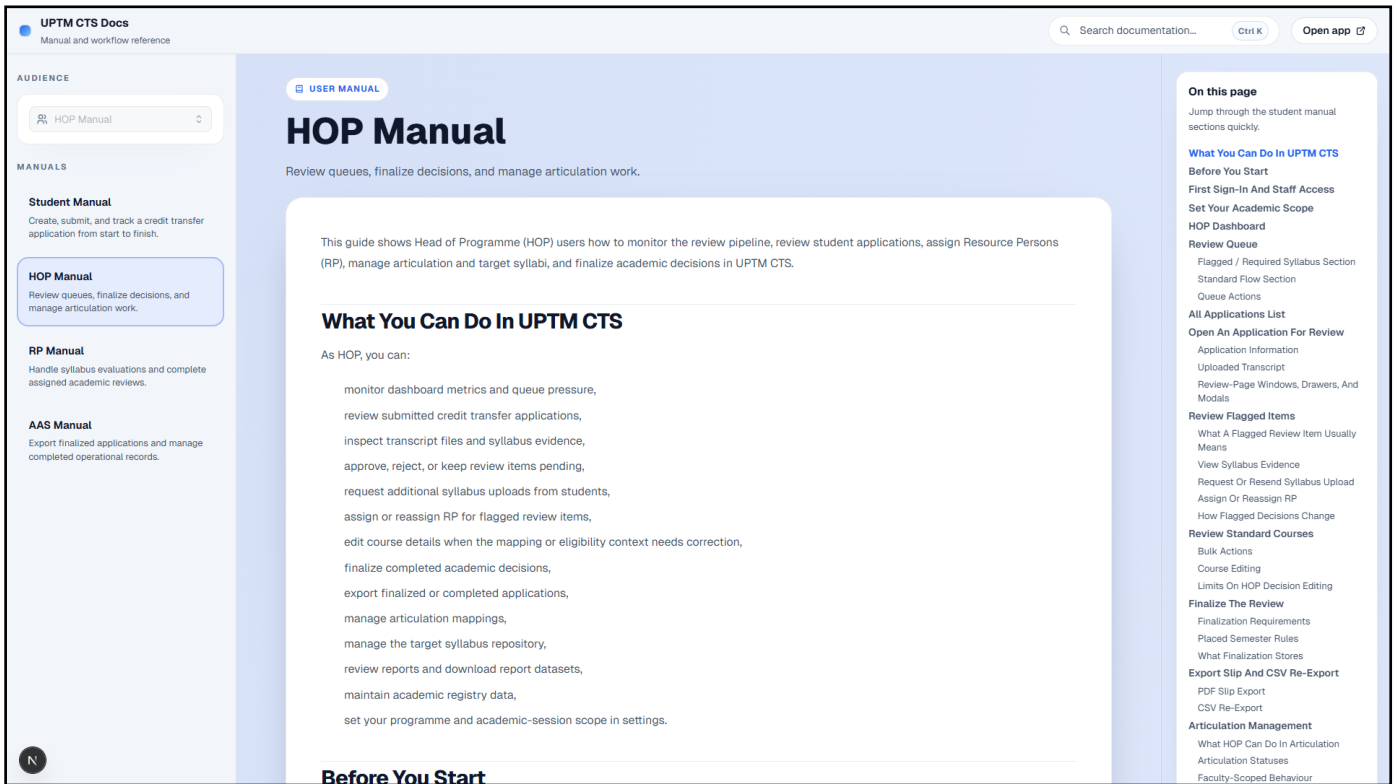 UPTM CTS Docs
Manual and workflow reference
Search documentation...
Ctrl K
Open app
AUDIENCE
HOP Manual
MANUALS
Student Manual
Create, submit, and track a credit transfer
application from start to finish.
HOP Manual
Review queues, finalize decisions, and
manage articulation work.
RP Manual
Handle syllabus evaluations and complete
assigned academic reviews.
AAS Manual
Export finalized applications and manage
completed operational records.
N
USER MANUAL
HOP Manual
Review queues, finalize decisions, and manage articulation work.
This guide shows Head of Programme (HOP) users how to monitor the review pipeline, review student applications, assign Resource Persons
(RP), manage articulation and target syllabi, and finalize academic decisions in UPTM CTS.
What You Can Do In UPTM CTS
As HOP, you can:
monitor dashboard metrics and queue pressure,
review submitted credit transfer applications,
inspect transcript files and syllabus evidence,
approve, reject, or keep review items pending,
request additional syllabus uploads from students,
assign or reassign RP for flagged review items,
edit course details when the mapping or eligibility context needs correction,
finalize completed academic decisions,
export finalized or completed applications,
manage articulation mappings,
manage the target syllabus repository,
review reports and download report datasets,
maintain academic registry data,
set your programme and academic-session scope in settings.
Before You Start
On this page
Jump through the student manual
sections quickly.
What You Can Do In UPTM CTS
Before You Start
First Sign-In And Staff Access
Set Your Academic Scope
HOP Dashboard
Review Queue
Flagged / Required Syllabus Section
Standard Flow Section
Queue Actions
All Applications List
Open An Application For Review
Application Information
Uploaded Transcript
Review-Page Windows, Drawers, And
Modals
Review Flagged Items
What A Flagged Review Item Usually
Means
View Syllabus Evidence
Request Or Resend Syllabus Upload
Assign Or Reassign RP
How Flagged Decisions Change
Review Standard Courses
Bulk Actions
Course Editing
Limits On HOP Decision Editing
Finalize The Review
Finalization Requirements
Placed Semester Rules
What Finalization Stores
Export Slip And CSV Re-Export
PDF Slip Export
CSV Re-Export
Articulation Management
What HOP Can Do In Articulation
Articulation Statuses
Faculty-Scoped Behaviour